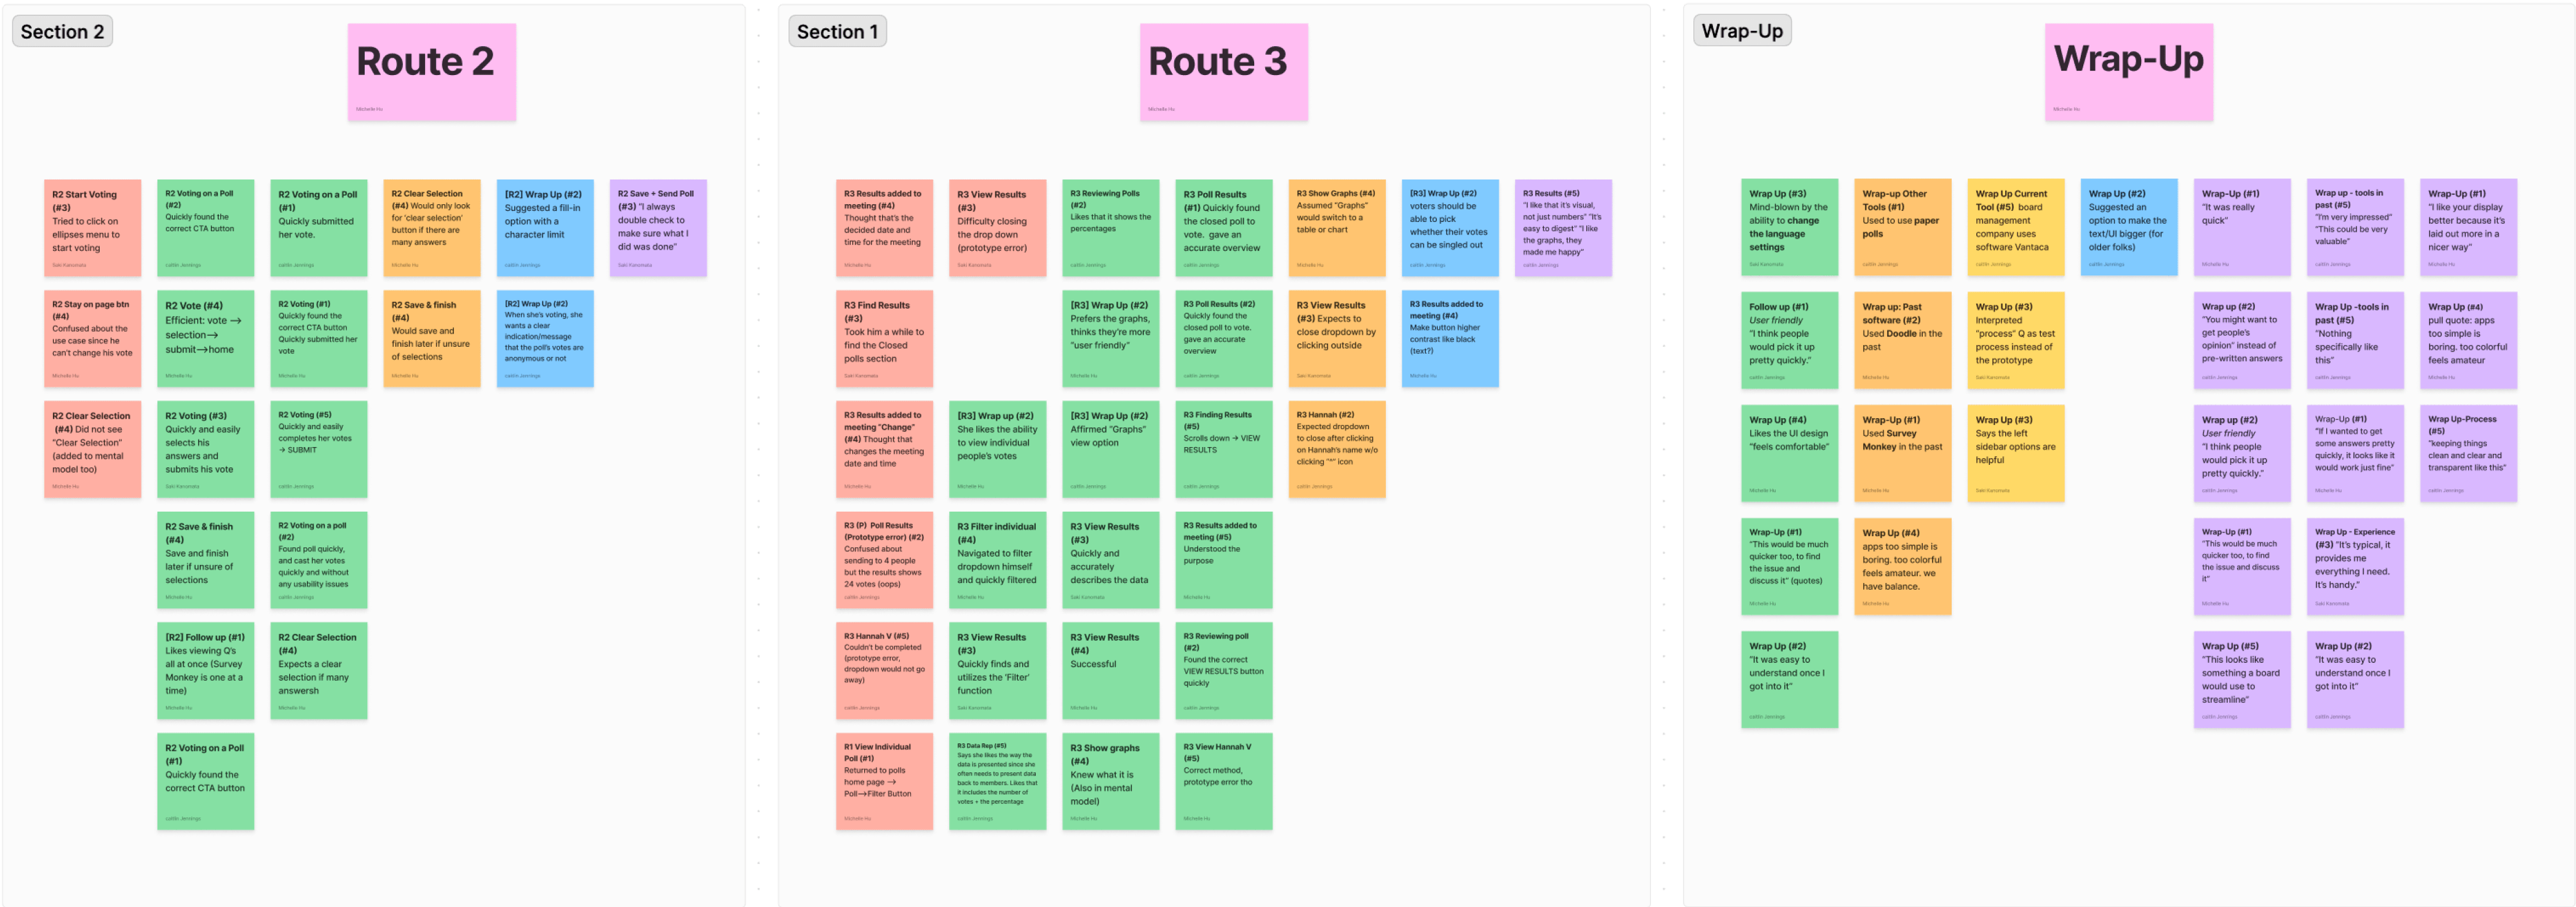 Section 2
Route 2
Michelle Hu
R2 Start Voting
(#3)
Tried to click on
ellipses menu to
start voting
Saki Kanomata
R2 Stay on page btn
(#4)
Confused about the
use case since he
can't change his vote
Michelle Hu
R2 Clear Selection
(#4) Did not see
"Clear Selection"
(added to mental
model too)
Michelle Hu
R2 Voting on a Poll
(#2)
Quickly found the
correct CTA button
caitlin Jennings
R2 Vote (#4)
Efficient: vote →
selection→
submit→home
Michelle Hu
R2 Voting (#3)
Quickly and easily
selects his
answers and
submits his vote
Saki Kanomata
R2 Save & finish
(#4)
Save and finish
later if unsure of
selections
Michelle Hu
[R2] Follow up (#1)
Likes viewing Q's
all at once (Survey
Monkey is one at a
time)
Michelle Hu
R2 Voting on a Poll
(#1)
Quickly found the
correct CTA button
caitlin Jennings
R2 Voting on a Poll
(#1)
Quickly submitted
her vote.
caitlin Jennings
R2 Voting (#1)
Quickly found the
correct CTA button
Quickly submitted her
vote
caitlin Jennings
R2 Voting (#5)
Quickly and easily
completes her votes
→ SUBMIT
caitlin Jennings
R2 Voting on a poll
(#2)
Found poll quickly,
and cast her votes
quickly and without
any usability issues
caitlin Jennings
R2 Clear Selection
(#4)
Expects a clear
selection if many
answersh
Michelle Hu
R2 Clear Selection
(#4) Would only look
for 'clear selection'
button if there are
many answers
Michelle Hu
R2 Save & finish
(#4)
Would save and
finish later if unsure
of selections
Michelle Hu
[R2] Wrap Up (#2)
Suggested a fill-in
option with a
character limit
caitlin Jennings
[R2] Wrap Up (#2)
When she's voting, she
wants a clear
indication/message
that the poll's votes are
anonymous or not
caitlin Jennings
R2 Save + Send Poll
(#3) "I always
double check to
make sure what I
did was done"
Saki Kanomata
Section 1
Route 3
Michelle Hu
R3 Results added to
meeting (#4)
Thought that's the
decided date and
time for the meeting
Michelle Hu
R3 Find Results
(#3)
Took him a while to
find the Closed
polls section
Saki Kanomata
R3 Results added to
meeting "Change"
(#4) Thought that
changes the meeting
date and time
Michelle Hu
R3 (P) Poll Results
(Prototype error) (#2)
Confused about
sending to 4 people
but the results shows
24 votes (oops)
caitlin Jennings
R3 Hannah V (#5)
Couldn't be completed
(prototype error,
dropdown would not go
away)
caitlin Jennings
R1 View Individual
Poll (#1)
Returned to polls
home page →
Poll→Filter Button
Michelle Hu
R3 View Results
(#3)
Difficulty closing
the drop down
(prototype error)
Saki Kanomata
[R3] Wrap up (#2)
She likes the ability
to view individual
people's votes
Michelle Hu
R3 Filter individual
(#4)
Navigated to filter
dropdown himself
and quickly filtered
Michelle Hu
R3 View Results
(#3)
Quickly finds and
utilizes the 'Filter'
function
Saki Kanomata
R3 Data Rep (#5)
Says she likes the way the
data is presented since she
often needs to present data
back to members. Likes that
it includes the number of
votes + the percentage
caitlin Jennings
R3 Reviewing Polls
(#2)
Likes that it shows the
percentages
caitlin Jennings
[R3] Wrap Up (#2)
Prefers the graphs,
thinks they're more
"user friendly"
Michelle Hu
[R3] Wrap Up (#2)
Affirmed "Graphs"
view option
caitlin Jennings
R3 View Results
(#3)
Quickly and
accurately
describes the data
Saki Kanomata
R3 View Results
(#4)
Successful
Michelle Hu
R3 Show graphs
(#4)
Knew what it is
(Also in mental
model)
Michelle Hu
R3 Poll Results
(#1) Quickly found
the closed poll to
vote. gave an
accurate overview
caitlin Jennings
R3 Poll Results (#2)
Quickly found the
closed poll to vote.
gave an accurate
overview
caitlin Jennings
R3 Finding Results
(#5)
Scrolls down → VIEW
RESULTS
caitlin Jennings
R3 Results added to
meeting (#5)
Understood the
purpose
Michelle Hu
R3 Reviewing poll
(#2)
Found the correct
VIEW RESULTS button
quickly
caitlin Jennings
R3 View Hannah V
(#5)
Correct method,
prototype error tho
Michelle Hu
R3 Show Graphs (#4)
Assumed "Graphs"
would switch to a
table or chart
Michelle Hu
R3 View Results
(#3) Expects to
close dropdown by
clicking outside
Saki Kanomata
R3 Hannah (#2)
Expected dropdown
to close after clicking
on Hannah's name w/o
clicking "^" icon
caitlin Jennings
[R3] Wrap Up (#2)
voters should be
able to pick
whether their votes
can be singled out
caitlin Jennings
R3 Results added to
meeting (#4)
Make button higher
contrast like black
(text?)
Michelle Hu
R3 Results (#5)
"I like that it's visual,
not just numbers" "It's
easy to digest" "I like
the graphs, they
made me happy"
caitlin Jennings
Wrap-Up
Wrap-Up
Michelle Hu
Wrap Up (#3)
Mind-blown by the
ability to change
the language
settings
Saki Kanomata
Follow up (#1)
User friendly
"I think people
would pick it up
pretty quickly."
caitlin Jennings
Wrap Up (#4)
Likes the UI design
"feels comfortable"
Michelle Hu
Wrap-Up (#1)
"This would be much
quicker too, to find
the issue and
discuss it" (quotes)
Michelle Hu
Wrap Up (#2)
"It was easy to
understand once I
got into it"
caitlin Jennings
Wrap-up Other
Tools (#1)
Used to use paper
polls
caitlin Jennings
Wrap up: Past
software (#2)
Used Doodle in the
past
Michelle Hu
Wrap-Up (#1)
Used Survey
Monkey in the past
Michelle Hu
Wrap Up (#4)
apps too simple is
boring. too colorful
feels amateur. we
have balance.
Michelle Hu
Wrap Up Current
Tool (#5) board
management
company uses
software Vantaca
caitlin Jennings
Wrap Up (#3)
Interpreted
"process" Q as test
process instead of
the prototype
Saki Kanomata
Wrap Up (#3)
Says the left
sidebar options are
helpful
Saki Kanomata
Wrap Up (#2)
Suggested an
option to make the
text/UI bigger (for
older folks)
caitlin Jennings
Wrap-Up (#1)
"It was really
quick"
Michelle Hu
Wrap up (#2)
"You might want to
get people's
opinion" instead of
pre-written answers
caitlin Jennings
Wrap up (#2)
User friendly
"I think people
would pick it up
pretty quickly."
caitlin Jennings
Wrap-Up (#1)
"This would be much
quicker too, to find
the issue and discuss
it"
Michelle Hu
Wrap Up (#5)
"This looks like
something a board
would use to
streamline"
caitlin Jennings
Wrap up - tools in
past (#5)
"I'm very impressed"
"This could be very
valuable"
caitlin Jennings
Wrap Up -tools in
past (#5)
"Nothing
specifically like
this"
caitlin Jennings
Wrap-Up (#1)
"If I wanted to get
some answers pretty
quickly, it looks like it
would work just fine"
Michelle Hu
Wrap Up - Experience
(#3) "It's typical, it
provides me
everything I need.
It's handy."
Saki Kanomata
Wrap Up (#2)
"It was easy to
understand once I
got into it"
caitlin Jennings
Wrap-Up (#1)
"I like your display
better because it's
laid out more in a
nicer way"
Michelle Hu
Wrap Up (#4)
pull quote: apps
too simple is
boring. too colorful
feels amateur
Michelle Hu
Wrap Up-Process
(#5)
"keeping things
clean and clear and
transparent like this"
caitlin Jennings